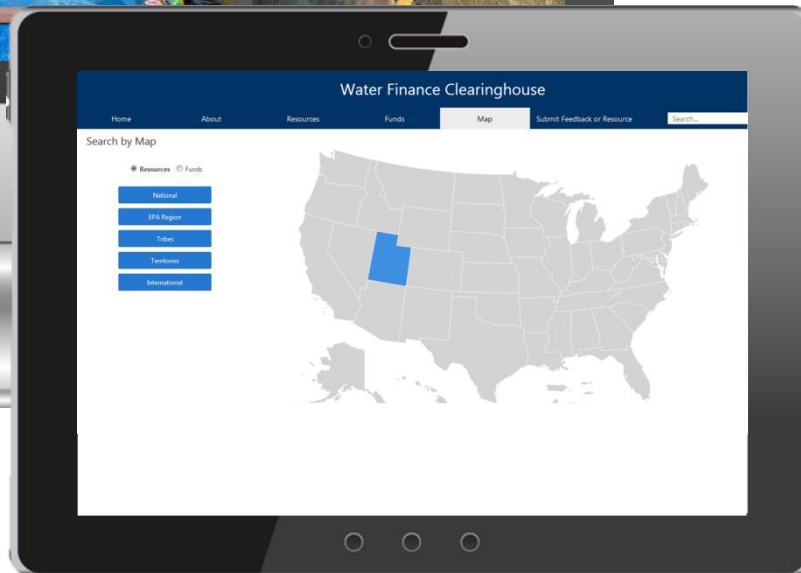 Water Finance Clearinghouse
Home About Resources Funds Map Submit Feedback or Resource Search...
Search by Map
Resources Funds
National
EPA Region
Tribes
Territories
International